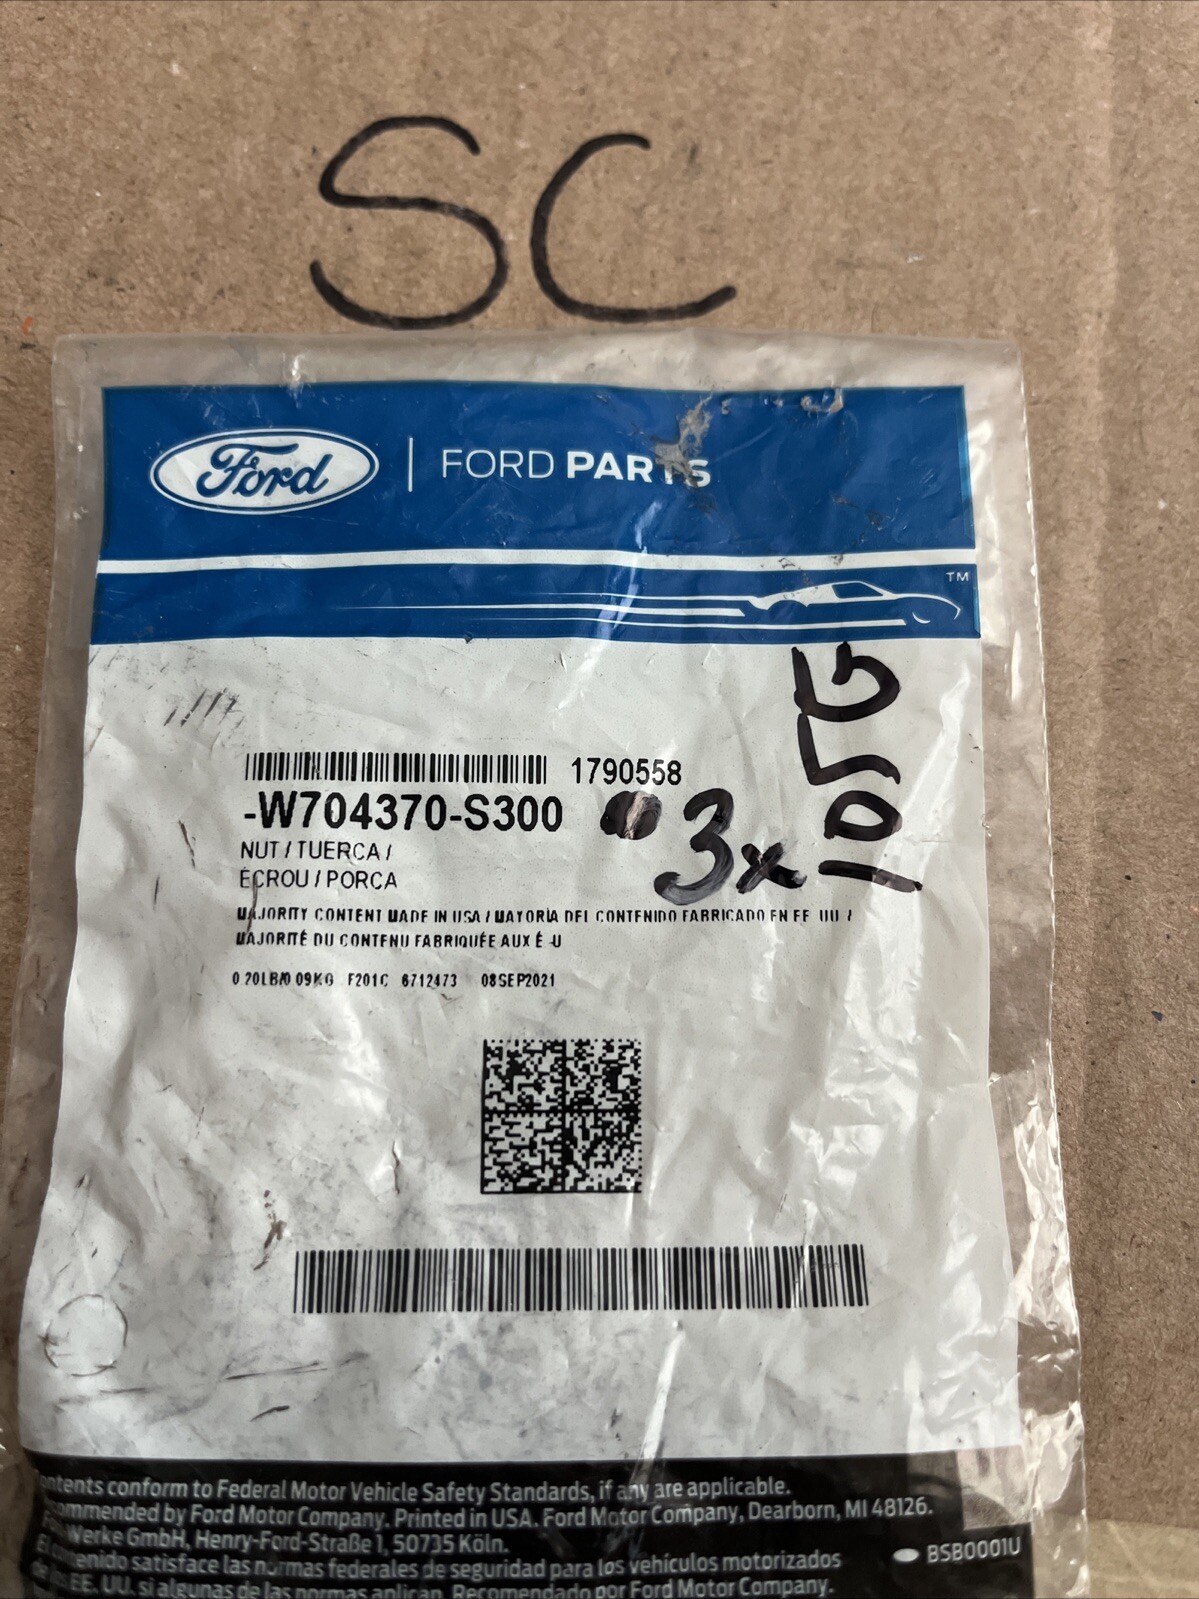 SC
Ford | FORD PARTS
TM
1790558
-W704370-S300
3x
NUT / TUERCA /
ÉCROU / PORCA
MAJORITY CONTENT MADE IN USA / MAYORIA DEL CONTENIDO FABRICADO EN EE UU /
MAJORITÉ DU CONTENU FABRIQUÉE AUX É -U
0 20LB/0 09KG F201C 6712473 08SEP2021
ontents conform to Federal Motor Vehicle Safety Standards, if any are applicable.
commended by Ford Motor Company. Printed in USA. Ford Motor Company, Dearborn, MI 48126.
Werke GmbH, Henry-Ford-Straße 1, 50735 Köln.
BSB0001U
El contenido satisface las normas federales de seguridad para los vehículos motorizados
de EE. UU. si algunas de las normas aplican. Recomendado por Ford Motor Company.